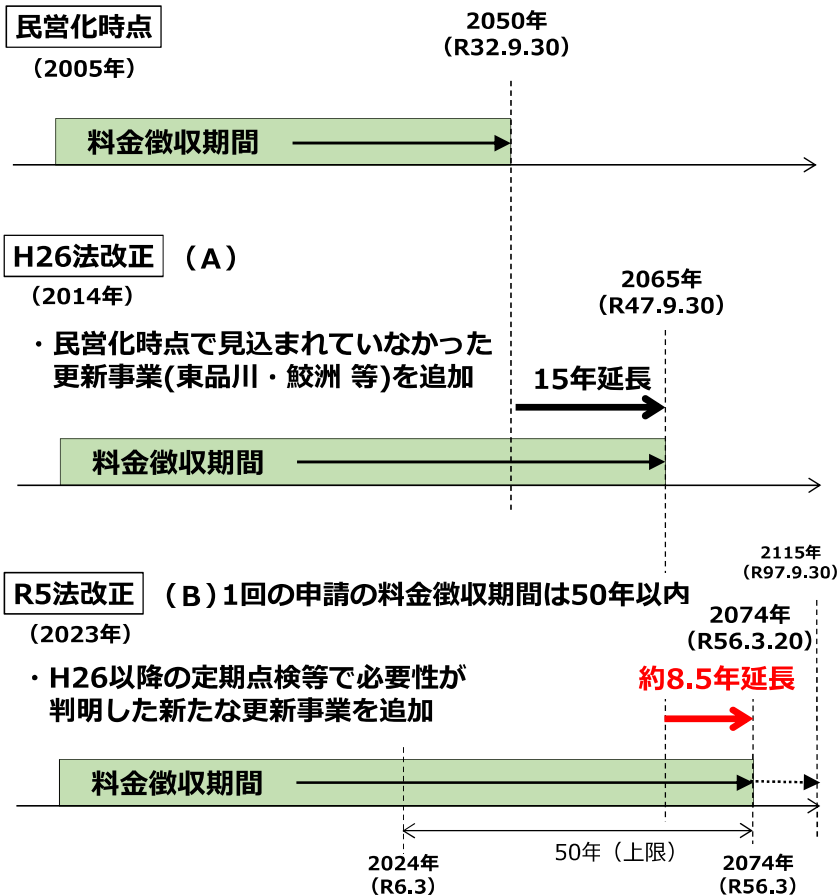 民営化時点
（2005年）
2050年
（R32.9.30）
料金徴収期間
H26法改正 （A）
（2014年）
2065年
（R47.9.30）
・民営化時点で見込まれていなかった
更新事業(東品川・鮫洲 等)を追加
15年延長
料金徴収期間
2115年
（R97.9.30）
R5法改正 （B）1回の申請の料金徴収期間は50年以内
（2023年）
2074年
（R56.3.20）
・H26以降の定期点検等で必要性が
判明した新たな更新事業を追加
約8.5年延長
料金徴収期間
50年（上限）
2024年
（R6.3）
2074年
（R56.3）